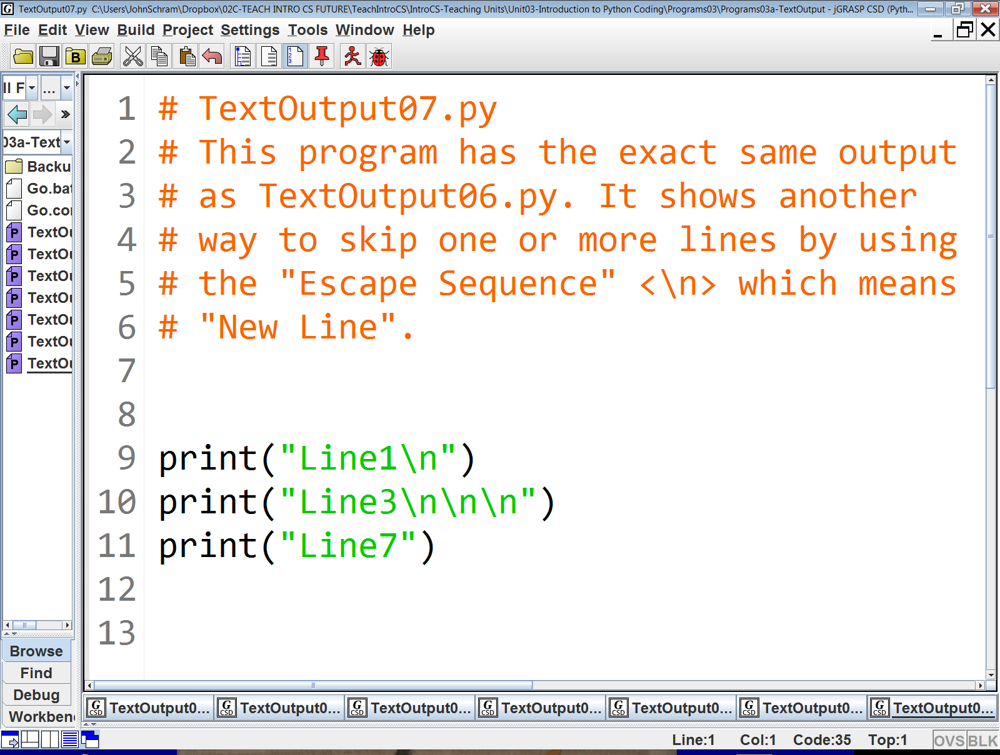 TextOutput07.py  C:\Users\JohnSchram\Dropbox\02C-TEACH INTRO CS FUTURE\TeachIntroCS\IntroCS-Teaching Units\Unit03-Introduction to Python Coding\Programs03\Programs03a-TextOutput - jGRASP CSD (Pyth...
File Edit View Build Project Settings Tools Window Help
ll F ...
03a-Text
Backu
Go.bat
Go.co
TextOu
TextOu
TextOu
TextOu
TextOu
TextOu
TextOu
Browse
Find
Debug
Workben
1 # TextOutput07.py
2 # This program has the exact same output
3 # as TextOutput06.py. It shows another
4 # way to skip one or more lines by using
5 # the "Escape Sequence" <\n> which means
6 # "New Line".
7
8
9 print("Line1\n")
10 print("Line3\n\n\n")
11 print("Line7")
12
13
TextOutput0... TextOutput0... TextOutput0... TextOutput0... TextOutput0... TextOutput0... TextOutput0...
Line:1 Col:1 Code:35 Top:1 OVS BLK